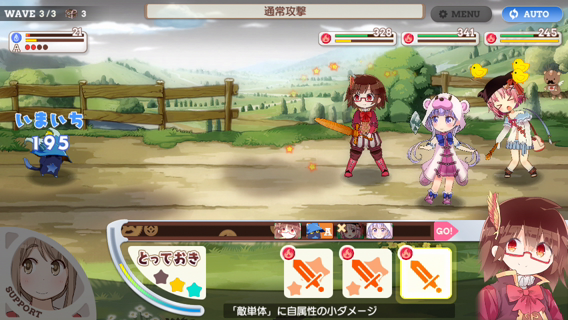 WAVE 3/3 3
通常攻撃
MENU
AUTO
21
A
328
341
245
いまいち
195
A
GO!
とっておき
SUPPORT
「敵単体」に自属性の小ダメージ